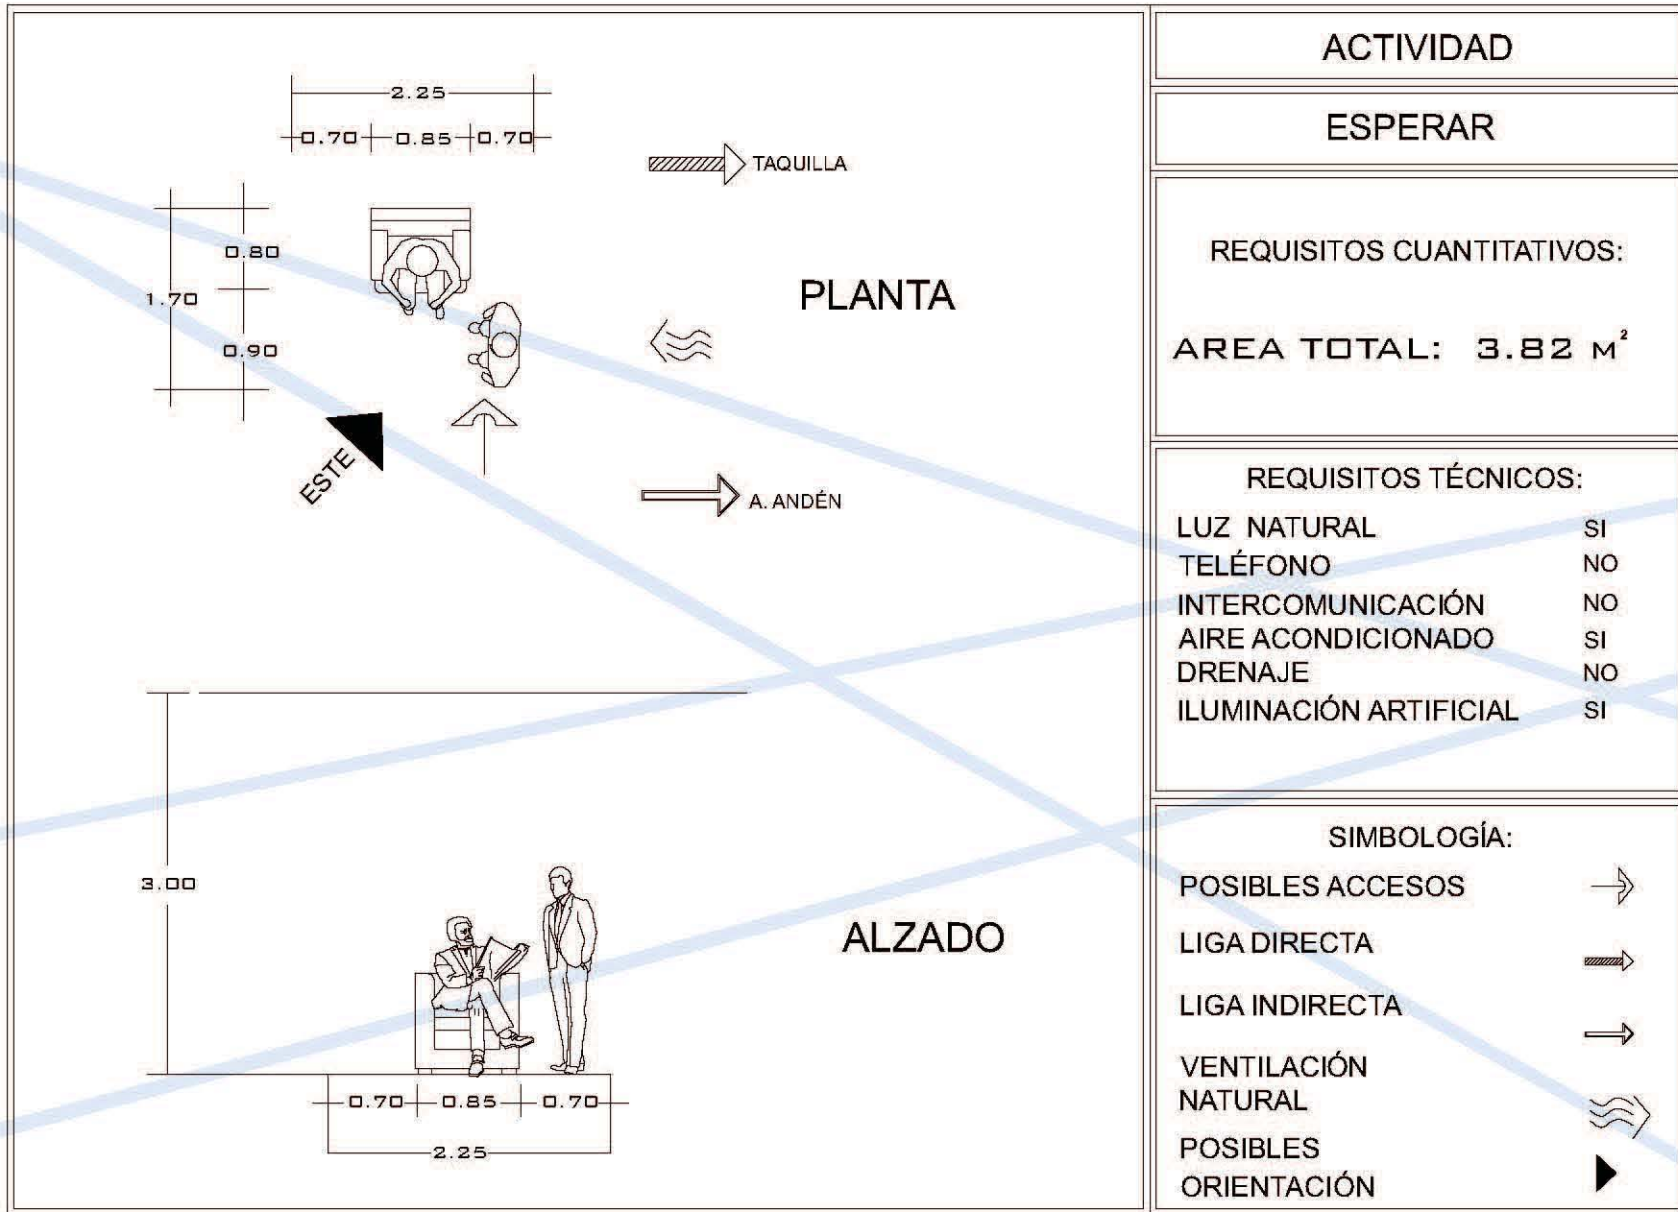 2.25
0.70 0.85 0.70
TAQUILLA
0.80
1.70
0.90
PLANTA
ESTE
A. ANDÉN
3.00
ALZADO
0.70 0.85 0.70
2.25
ACTIVIDAD
ESPERAR
REQUISITOS CUANTITATIVOS:
AREA TOTAL: 3.82 M²
REQUISITOS TÉCNICOS:
LUZ NATURAL SI
TELÉFONO NO
INTERCOMUNICACIÓN NO
AIRE ACONDICIONADO SI
DRENAJE NO
ILUMINACIÓN ARTIFICIAL SI
SIMBOLOGÍA:
POSIBLES ACCESOS
LIGA DIRECTA
LIGA INDIRECTA
VENTILACIÓN
NATURAL
POSIBLES
ORIENTACIÓN